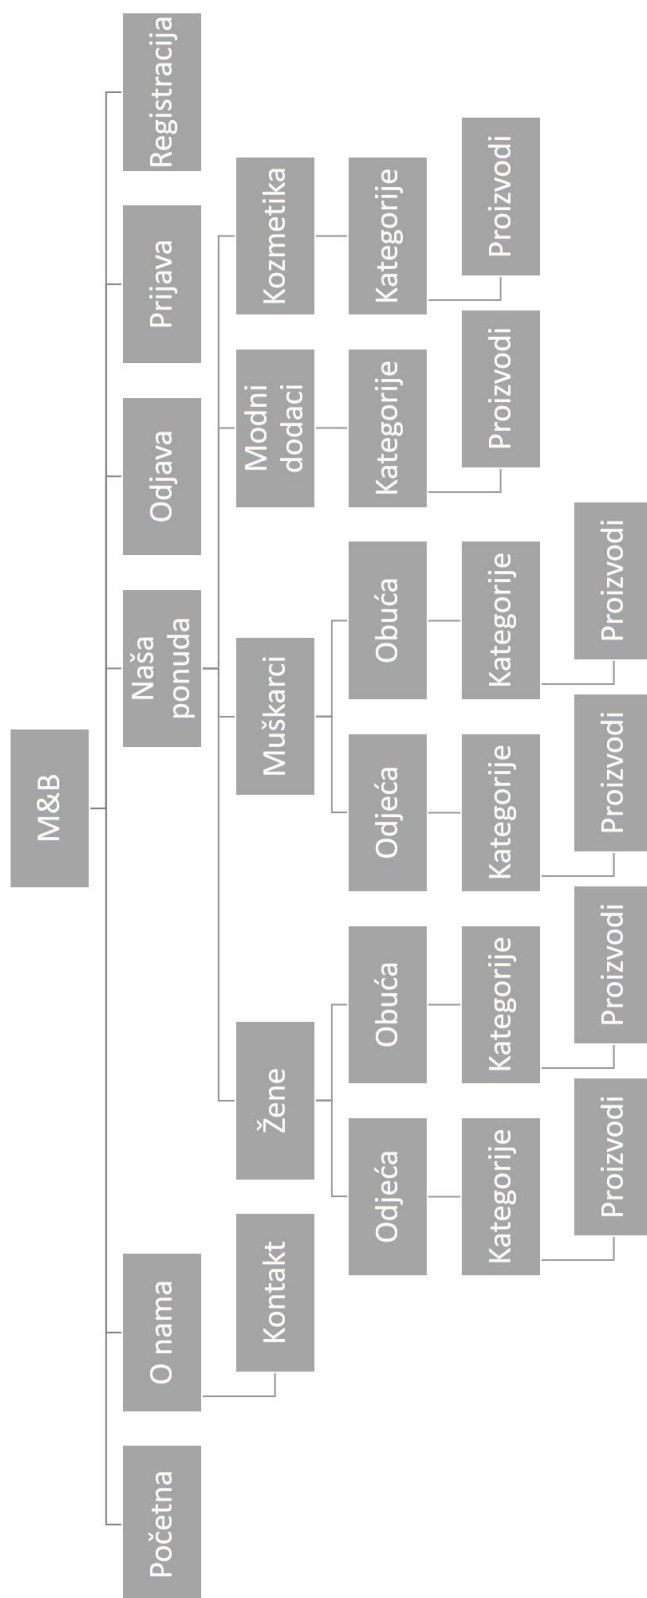 M&B
Početna
O nama
Naša
ponuda
Odjava
Prijava
Registracija
Kontakt
Žene
Muškarci
Modni
dodaci
Kozmetika
Odjeća
Obuća
Odjeća
Obuća
Kategorije
Kategorije
Kategorije
Kategorije
Kategorije
Kategorije
Proizvodi
Proizvodi
Proizvodi
Proizvodi
Proizvodi
Proizvodi